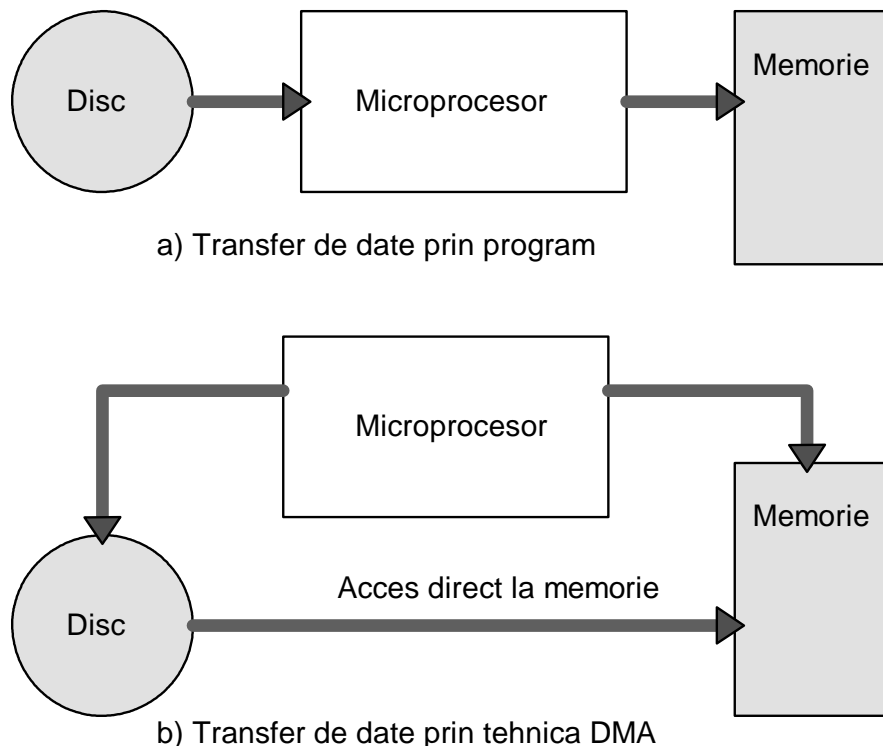 Disc
Microprocesor
Memorie
a) Transfer de date prin program
Microprocesor
Memorie
Acces direct la memorie
Disc
b) Transfer de date prin tehnica DMA